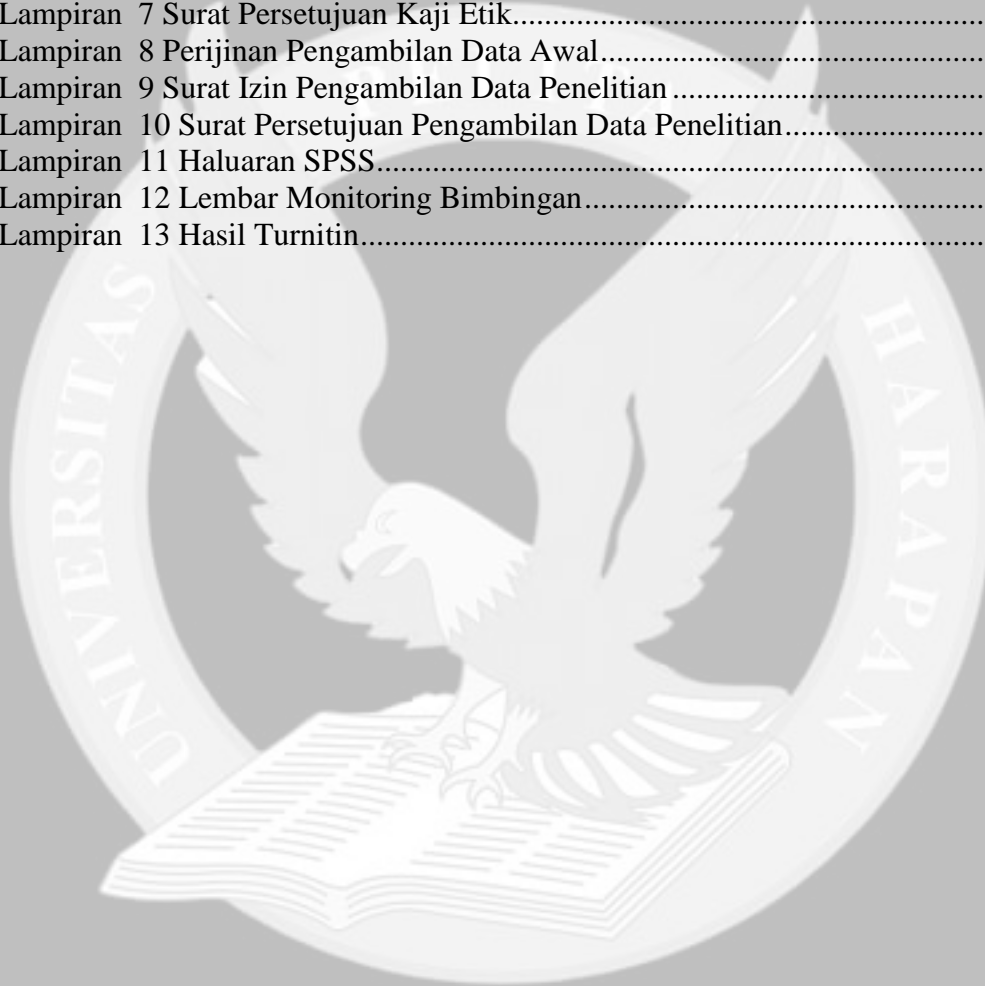 Lampiran 7 Surat Persetujuan Kaji Etik..........................................................
Lampiran 8 Perijinan Pengambilan Data Awal................................................
Lampiran 9 Surat Izin Pengambilan Data Penelitian .......................................
Lampiran 10 Surat Persetujuan Pengambilan Data Penelitian.........................
Lampiran 11 Haluaran SPSS............................................................................
Lampiran 12 Lembar Monitoring Bimbingan..................................................
Lampiran 13 Hasil Turnitin..............................................................................
UNIVERSITAS
HARAPAN